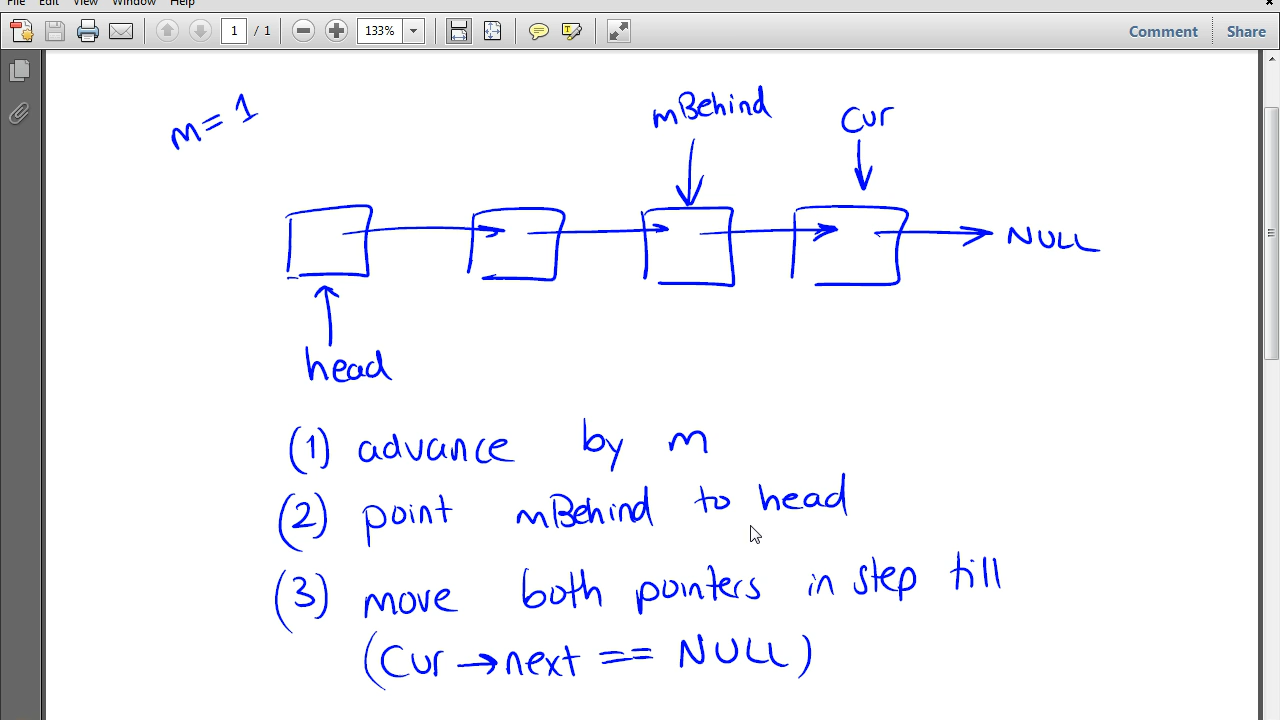 File Edit View Window Help
1 / 1 133% Comment Share
m = 1
mBehind Cur
NULL
head
(1) advance by m
(2) point mBehind to head
(3) move both pointers in step till
(Cur → next == NULL)